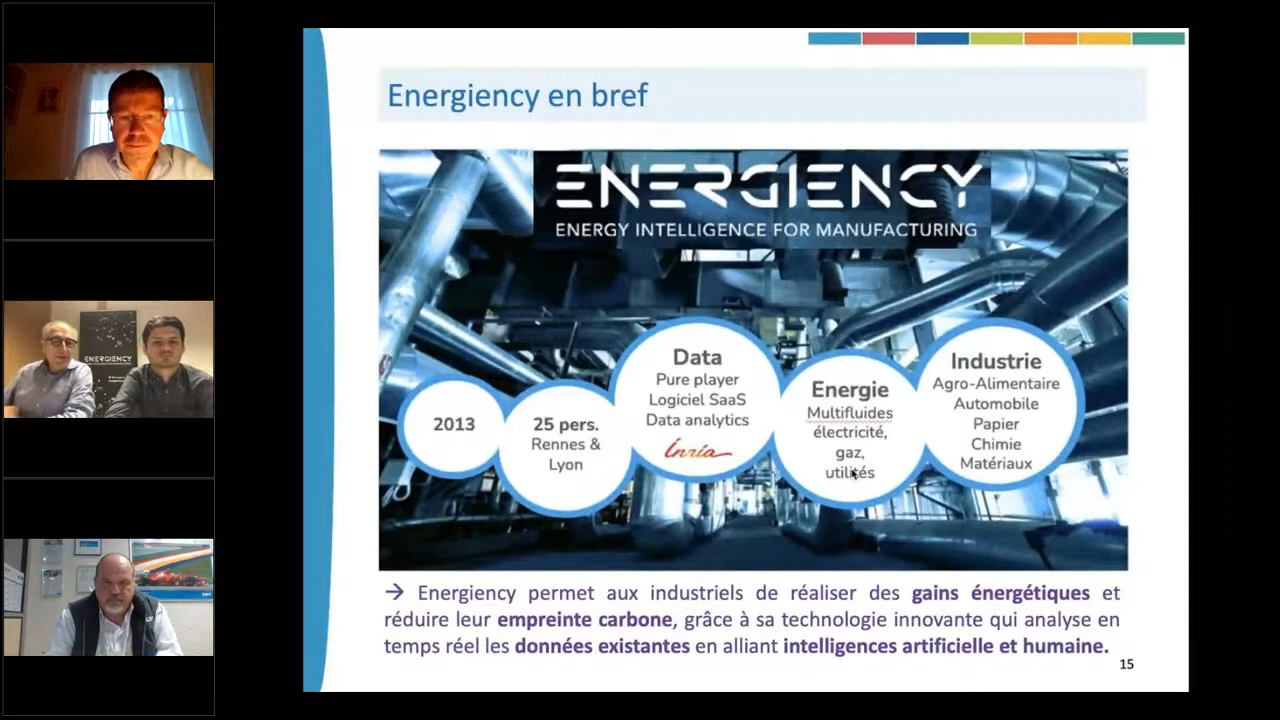 Energiency en bref
ENERGIENCY
ENERGY INTELLIGENCE FOR MANUFACTURING
2013
25 pers.
Rennes &
Lyon
Data
Pure player
Logiciel SaaS
Data analytics
Inria
Energie
Multifluides
électricité,
gaz,
utilités
Industrie
Agro-Alimentaire
Automobile
Papier
Chimie
Matériaux
→ Energiency permet aux industriels de réaliser des gains énergétiques et
réduire leur empreinte carbone, grâce à sa technologie innovante qui analyse en
temps réel les données existantes en alliant intelligences artificielle et humaine.
15
ENERGIENCY